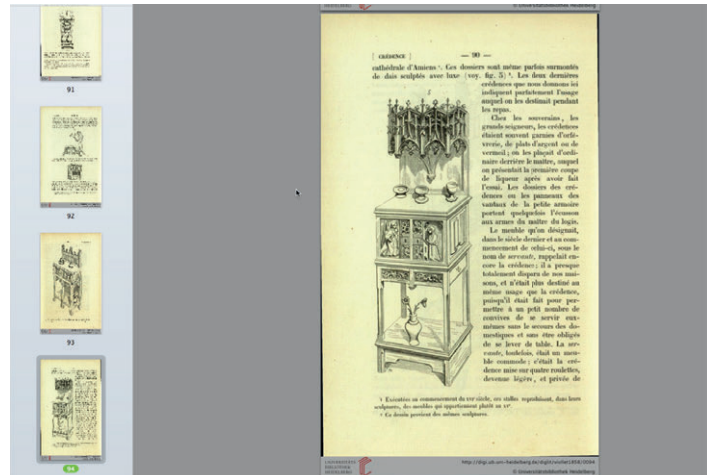 HEIDELBERG
© Universitätsbibliothek Heidelberg
91
92
93
94
[ CRÉDENCE ]
— 90 —
cathédrale d'Amiens ¹. Ces dossiers sont même parfois surmontés
de dais sculptés avec luxe (voy. fig. 5) ². Les deux dernières
crédences que nous donnons ici
indiquent parfaitement l'usage
auquel on les destinait pendant
les repas.
Chez les souverains, les
grands seigneurs, les crédences
étaient souvent garnies d'orfé-
vrerie, de plats d'argent ou de
vermeil ; on les plaçait d'ordi-
naire derrière le maître, auquel
on présentait la première coupe
de liqueur après avoir fait
l'essai. Les dossiers des cré-
dences ou les panneaux des
vantaux de la petite armoire
portent quelquefois l'écusson
aux armes du maître du logis.
Le meuble qu'on désignait,
dans le siècle dernier et au com-
mencement de celui-ci, sous le
nom de servante, rappelait en-
core la crédence ; il a presque
totalement disparu de nos mai-
sons, et n'était plus destiné au
même usage que la crédence,
puisqu'il était fait pour per-
mettre à un petit nombre de
convives de se servir eux-
mêmes sans le secours des do-
mestiques et sans être obligés
de se lever de table. La ser-
vante, toutefois, était un meu-
ble commode ; c'était la cré-
dence mise sur quatre roulettes,
devenue légère, et privée de
¹ Exécutées au commencement du XVIe siècle, ces stalles reproduisent, dans leurs
sculptures, des meubles qui appartiennent plutôt au XVe.
² Ce dessin provient des mêmes sculptures.
UNIVERSITÄTS-
BIBLIOTHEK
HEIDELBERG
© Universitätsbibliothek Heidelberg